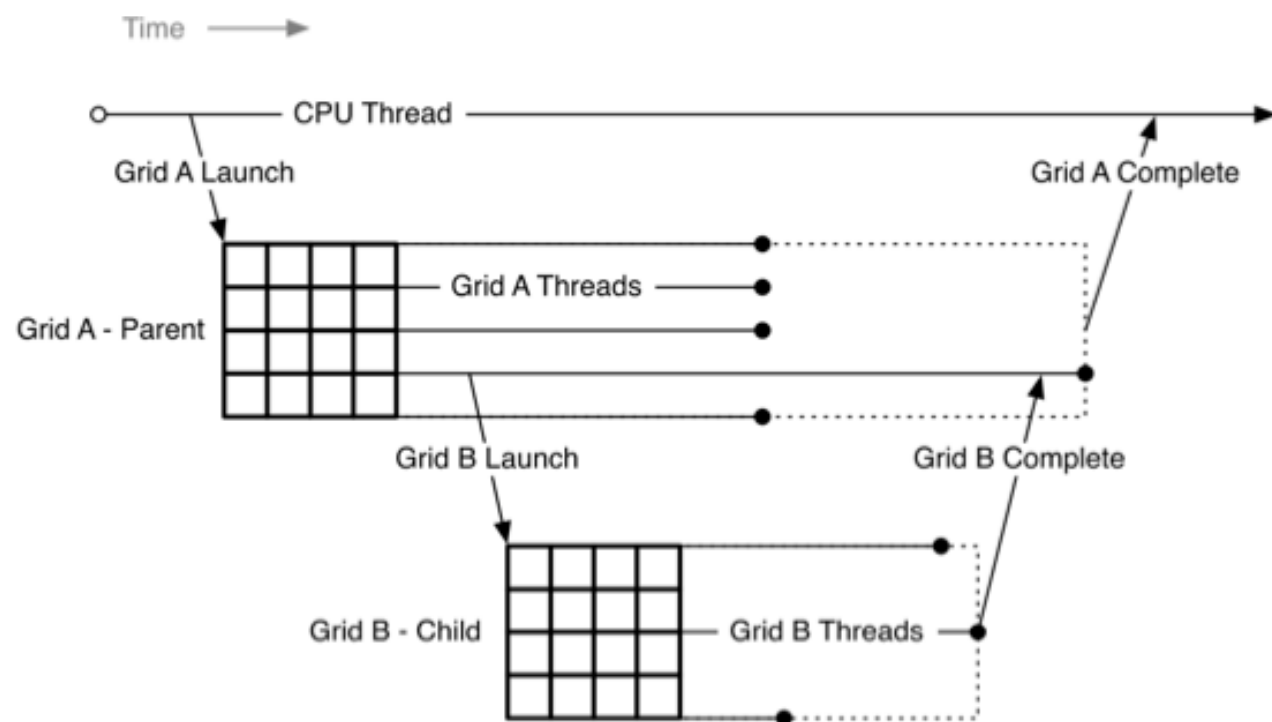 Time
CPU Thread
Grid A Launch
Grid A Complete
Grid A Threads
Grid A - Parent
Grid B Launch
Grid B Complete
Grid B - Child
Grid B Threads